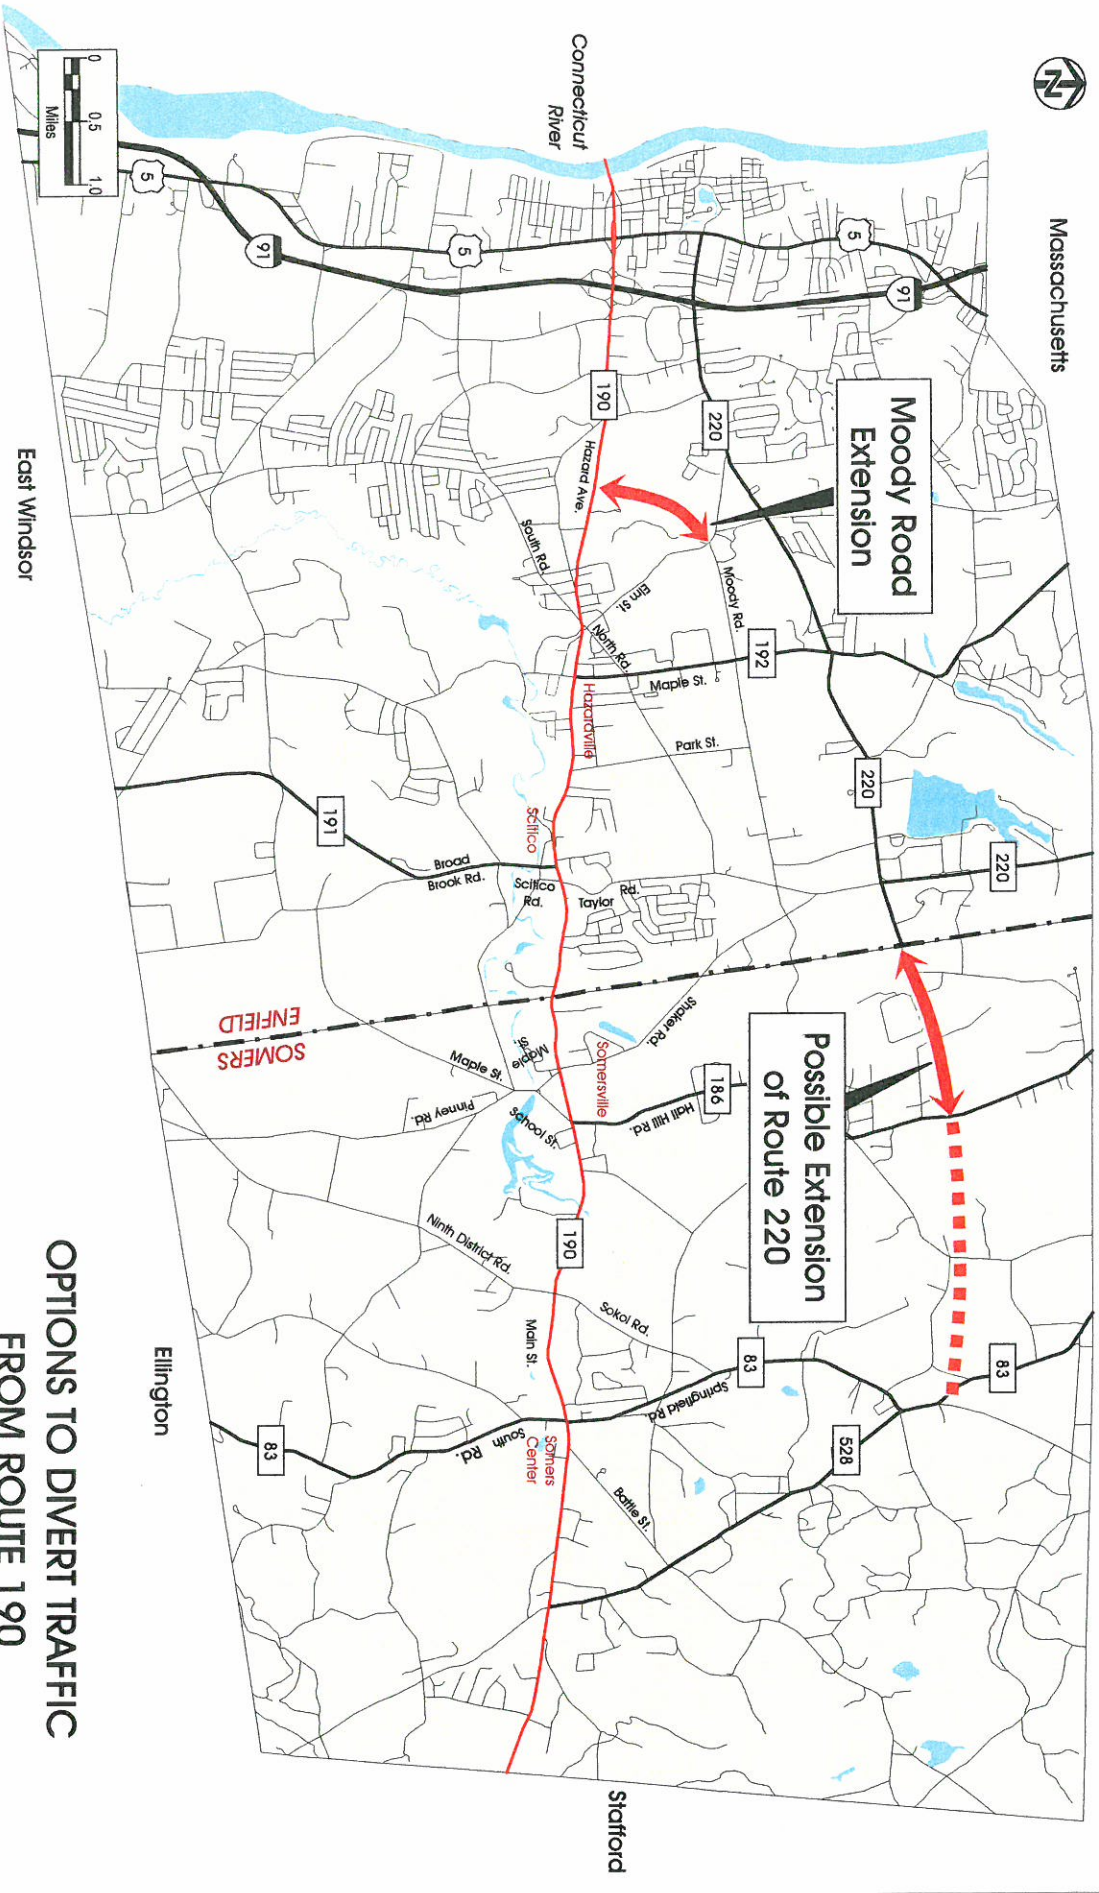 N
Massachusetts
Connecticut
River
5
91
Moody Road
Extension
220
190
Hazard Ave.
5
91
5
0
0.5
1.0
Miles
South Rd.
Elm St.
Moody Rd.
North Rd.
192
Maple St.
Hazardville
Park St.
220
220
Scitico
191
Broad
Brook Rd.
Scitico
Rd.
Taylor
Rd.
East Windsor
ENFIELD
SOMERS
Shaker Rd.
Somersville
Maple
St.
Maple St.
Pinney Rd.
School St.
186
Hall Hill Rd.
Possible Extension
of Route 220
190
Ninth District Rd.
Sokol Rd.
Main St.
83
83
Springfield Rd.
528
South Rd.
Somers
Center
83
Battle St.
Ellington
Stafford
OPTIONS TO DIVERT TRAFFIC
FROM ROUTE 190